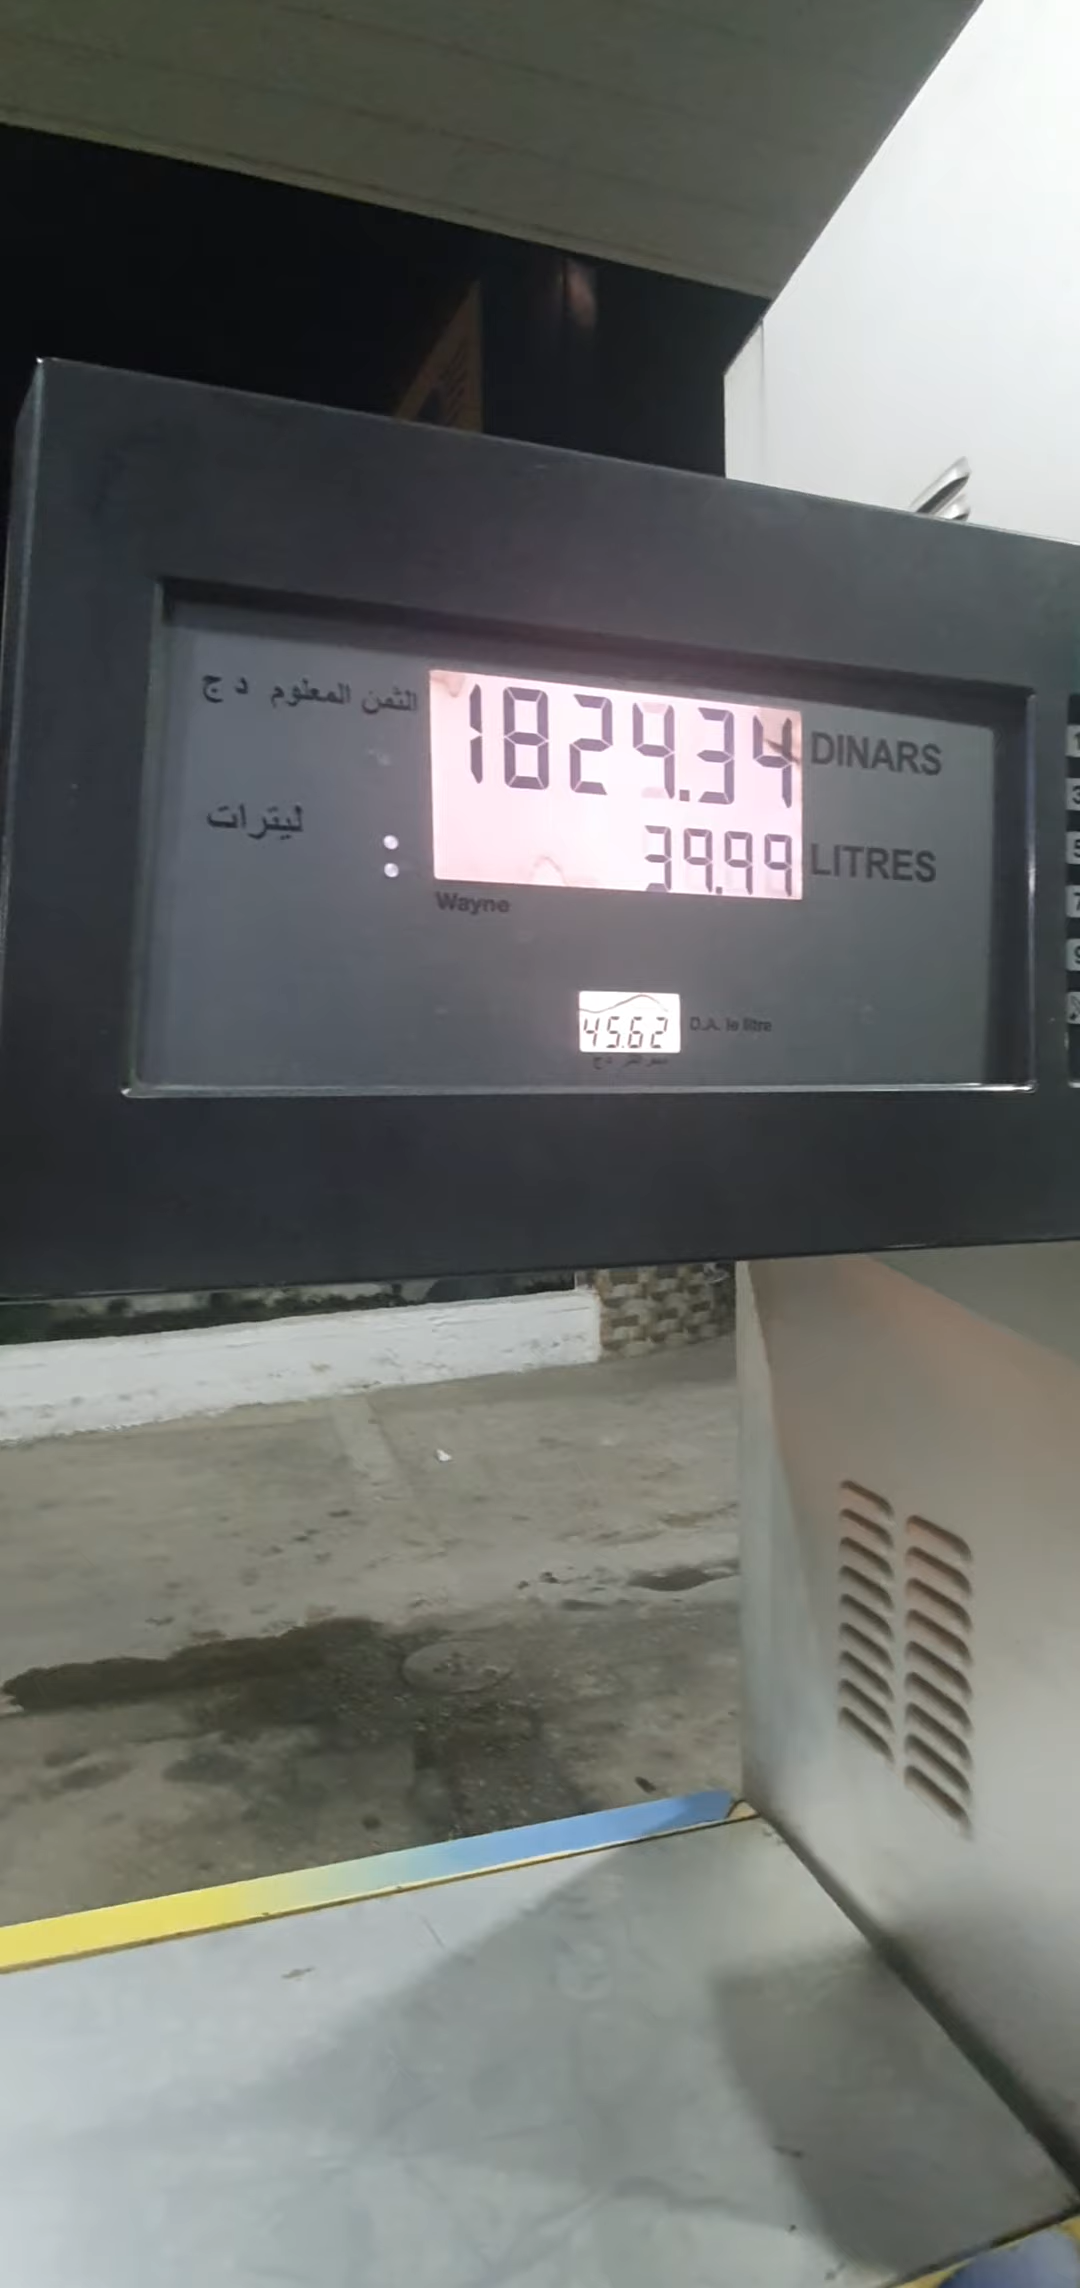 الثمن المعلوم د ج 1824.34 DINARS
ليترات 39.99 LITRES
Wayne
45.62 D.A. le litre